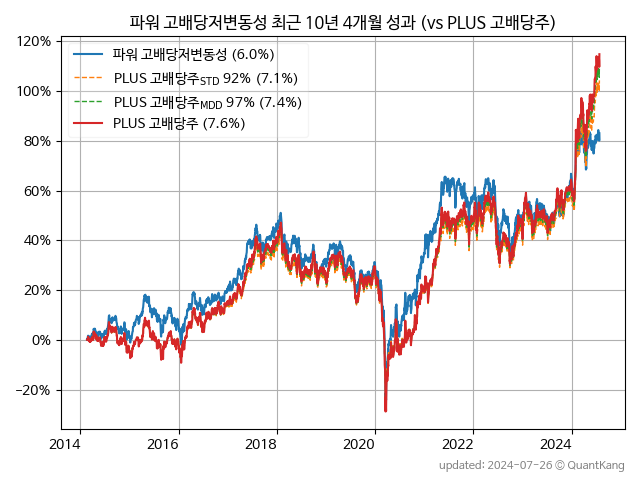 파워 고배당저변동성 최근 10년 4개월 성과 (vs PLUS 고배당주)
120%
100%
80%
60%
40%
20%
0%
−20%
파워 고배당저변동성 (6.0%)
PLUS 고배당주STD 92% (7.1%)
PLUS 고배당주MDD 97% (7.4%)
PLUS 고배당주 (7.6%)
2014 2016 2018 2020 2022 2024
updated: 2024-07-26 © QuantKang